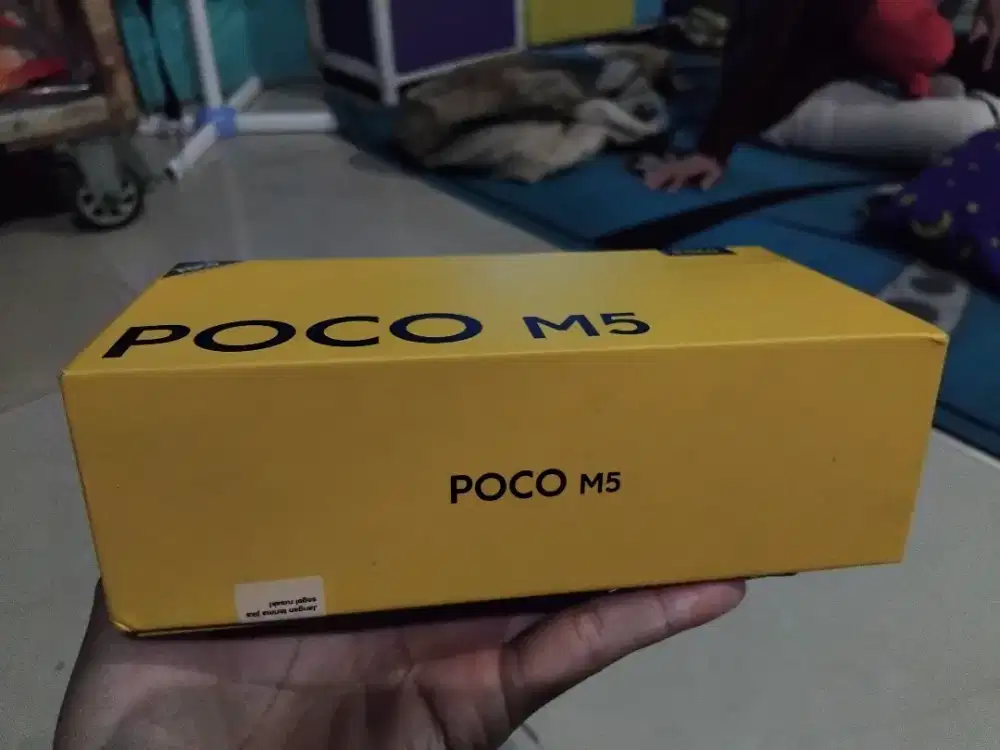 POCO M5
POCO M5
Jangan terima jika
segel rusak!